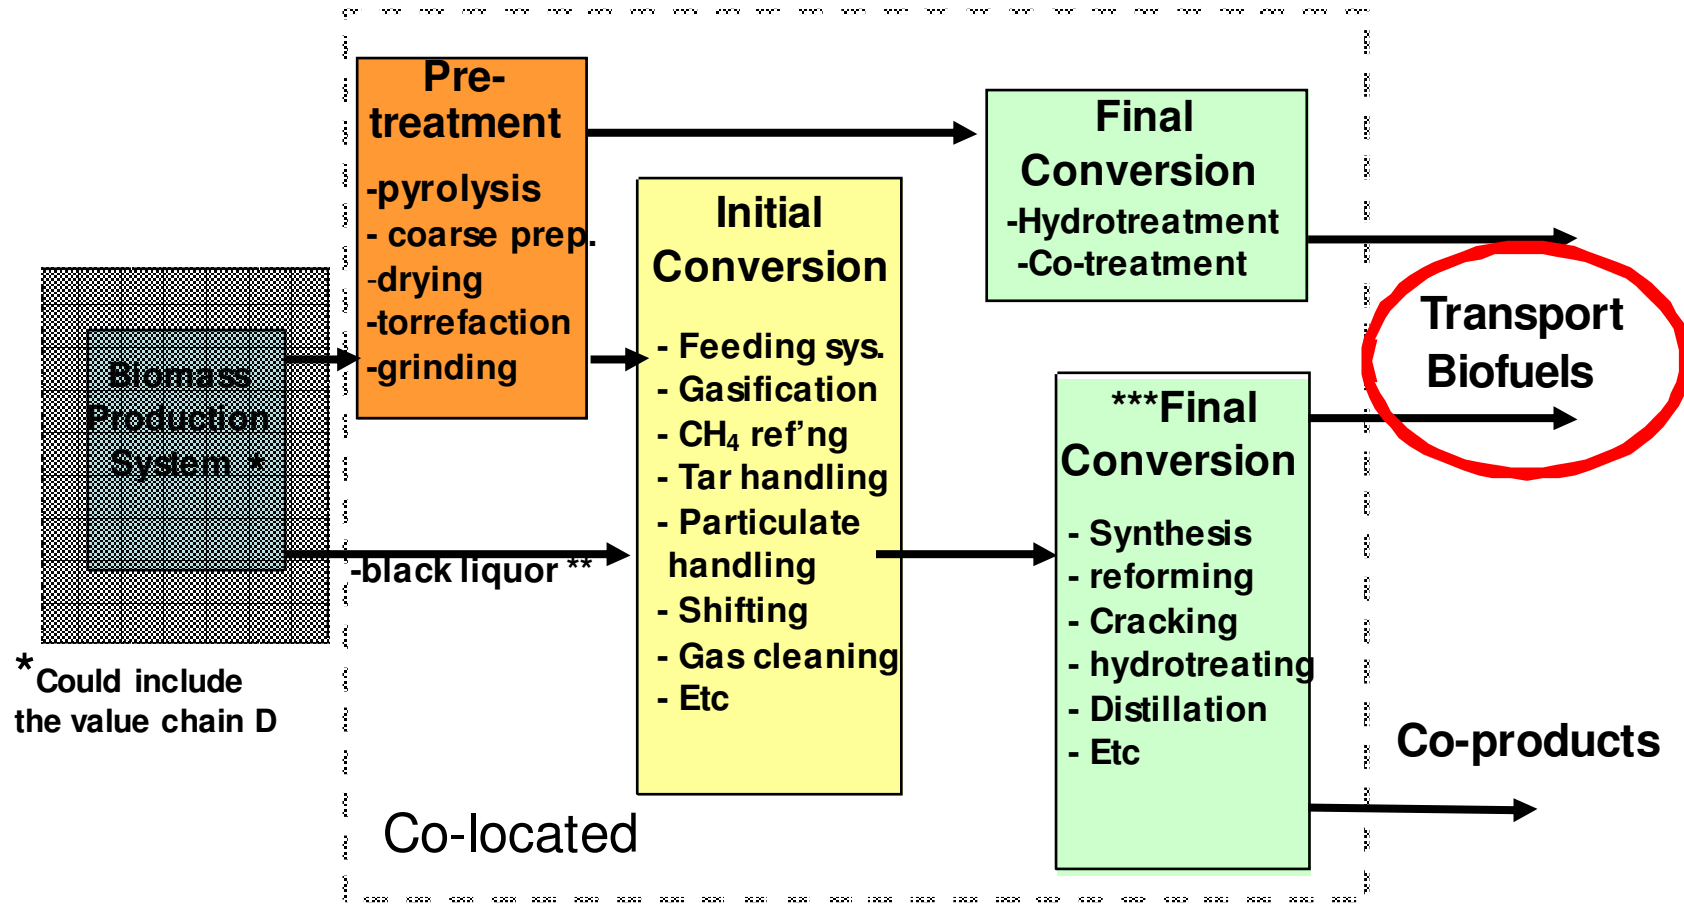 Pre-
treatment
-pyrolysis
- coarse prep.
-drying
-torrefaction
-grinding
Final
Conversion
-Hydrotreatment
-Co-treatment
Initial
Conversion
- Feeding sys.
- Gasification
- CH₄ ref’ng
- Tar handling
- Particulate
handling
- Shifting
- Gas cleaning
- Etc
Biomass
Production
System *
-black liquor **
*Could include
the value chain D
***Final
Conversion
- Synthesis
- reforming
- Cracking
- hydrotreating
- Distillation
- Etc
Transport
Biofuels
Co-products
Co-located